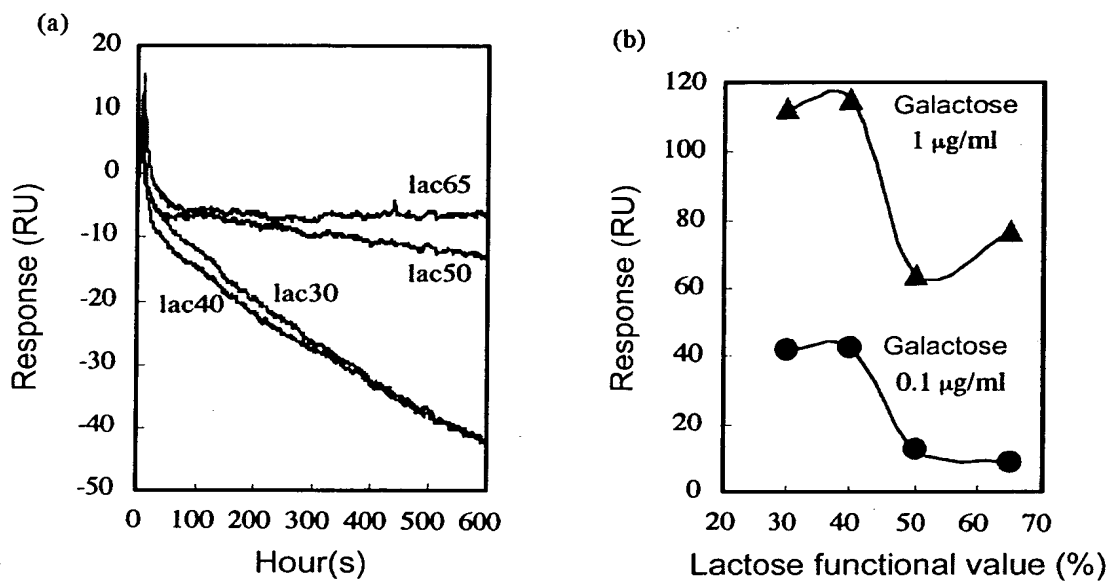 (a)
20
10
0
-10
-20
-30
-40
-50
Response (RU)
lac65
lac50
lac30
lac40
0 100 200 300 400 500 600
Hour(s)
(b)
120
100
80
60
40
20
0
Response (RU)
Galactose
1 µg/ml
Galactose
0.1 µg/ml
20 30 40 50 60 70
Lactose functional value (%)